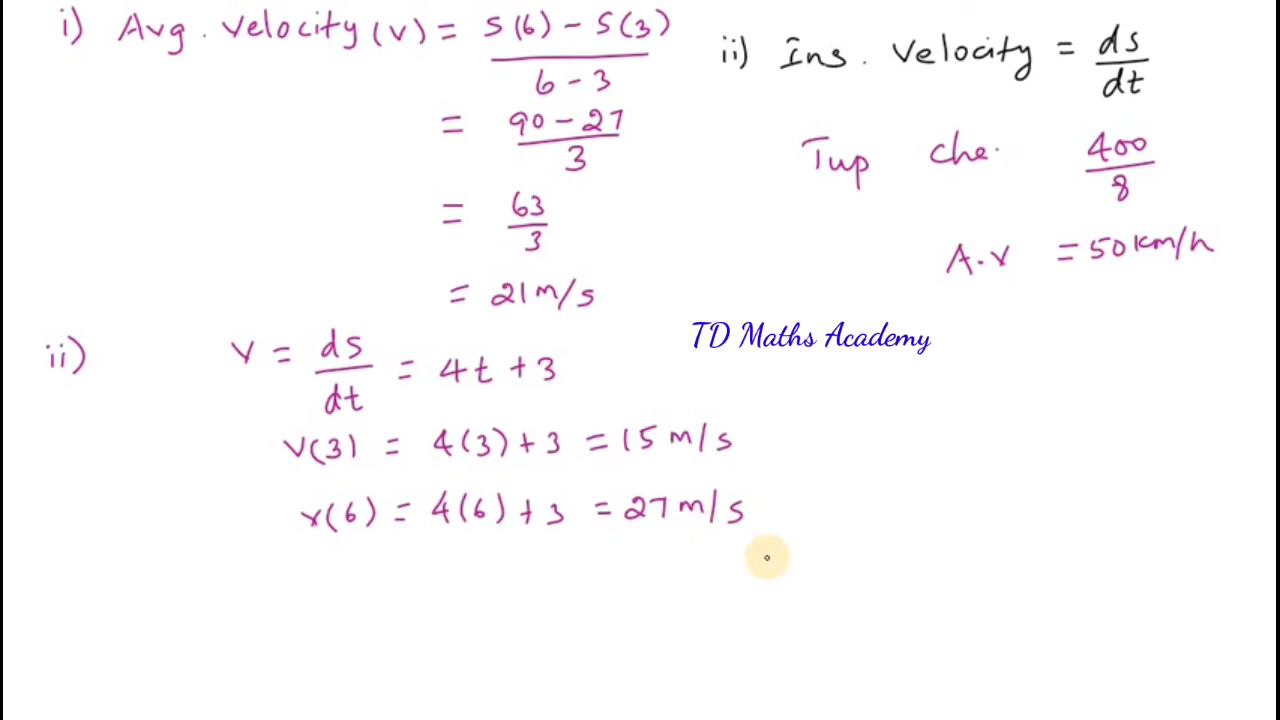 i) Avg. Velocity (v) = S(6) - S(3) / 6 - 3
= 90 - 27 / 3
= 63 / 3
= 21 m/s
ii) Ins. Velocity = ds/dt
Tup Che. 400/8
A.V = 50 km/h
TD Maths Academy
ii) V = ds/dt = 4t + 3
V(3) = 4(3) + 3 = 15 m/s
V(6) = 4(6) + 3 = 27 m/s